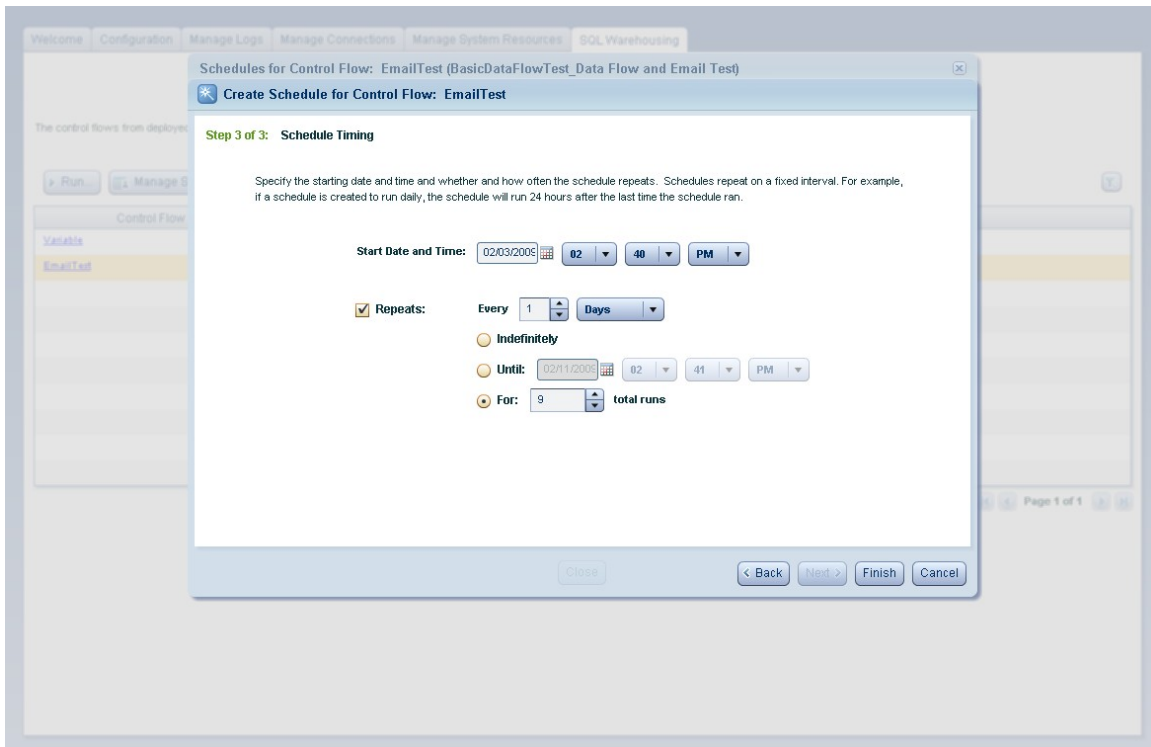 Welcome Configuration Manage Logs Manage Connections Manage System Resources SQL Warehousing
Schedules for Control Flow: EmailTest (BasicDataFlowTest_Data Flow and Email Test)
Create Schedule for Control Flow: EmailTest
The control flows from deployed
Step 3 of 3: Schedule Timing
Run... Manage S
Specify the starting date and time and whether and how often the schedule repeats. Schedules repeat on a fixed interval. For example,
if a schedule is created to run daily, the schedule will run 24 hours after the last time the schedule ran.
Control Flow
Variable
Start Date and Time: 02/03/2009 02 40 PM
EmailTest
Repeats: Every 1 Days
Indefinitely
Until: 02/11/2009 02 41 PM
For: 9 total runs
Page 1 of 1
Close < Back Next > Finish Cancel